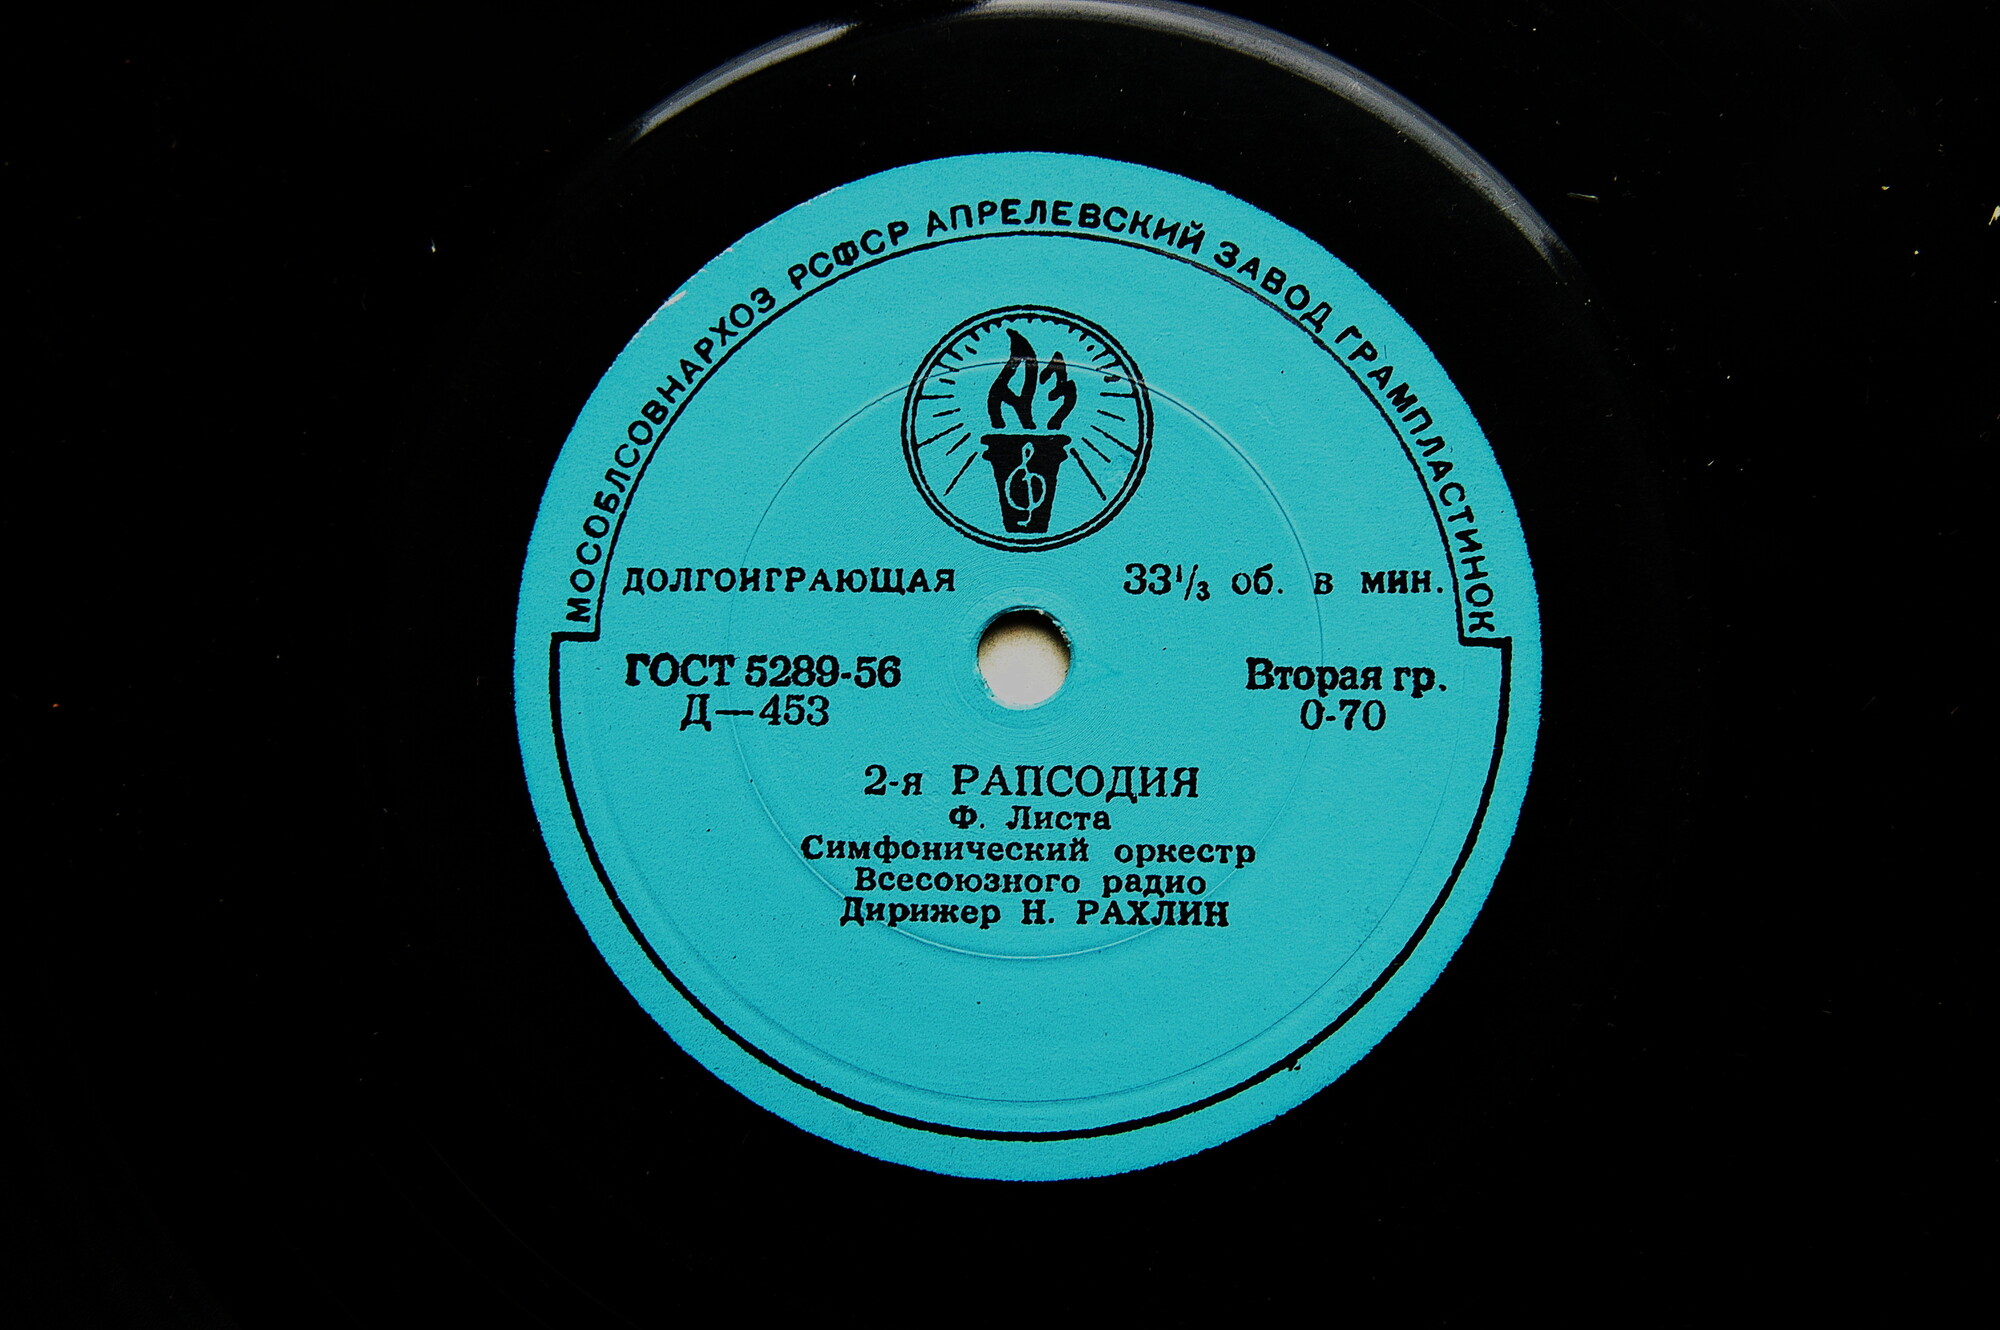 МОСОБЛСОВНАРХОЗ РСФСР АПРЕЛЕВСКИЙ ЗАВОД ГРАМПЛАСТИНОК
АЗ
ДОЛГОИГРАЮЩАЯ 33⅓ об. в мин.
ГОСТ 5289-56 Вторая гр.
Д—453 0-70
2-я РАПСОДИЯ
Ф. Листа
Симфонический оркестр
Всесоюзного радио
Дирижер Н. РАХЛИН